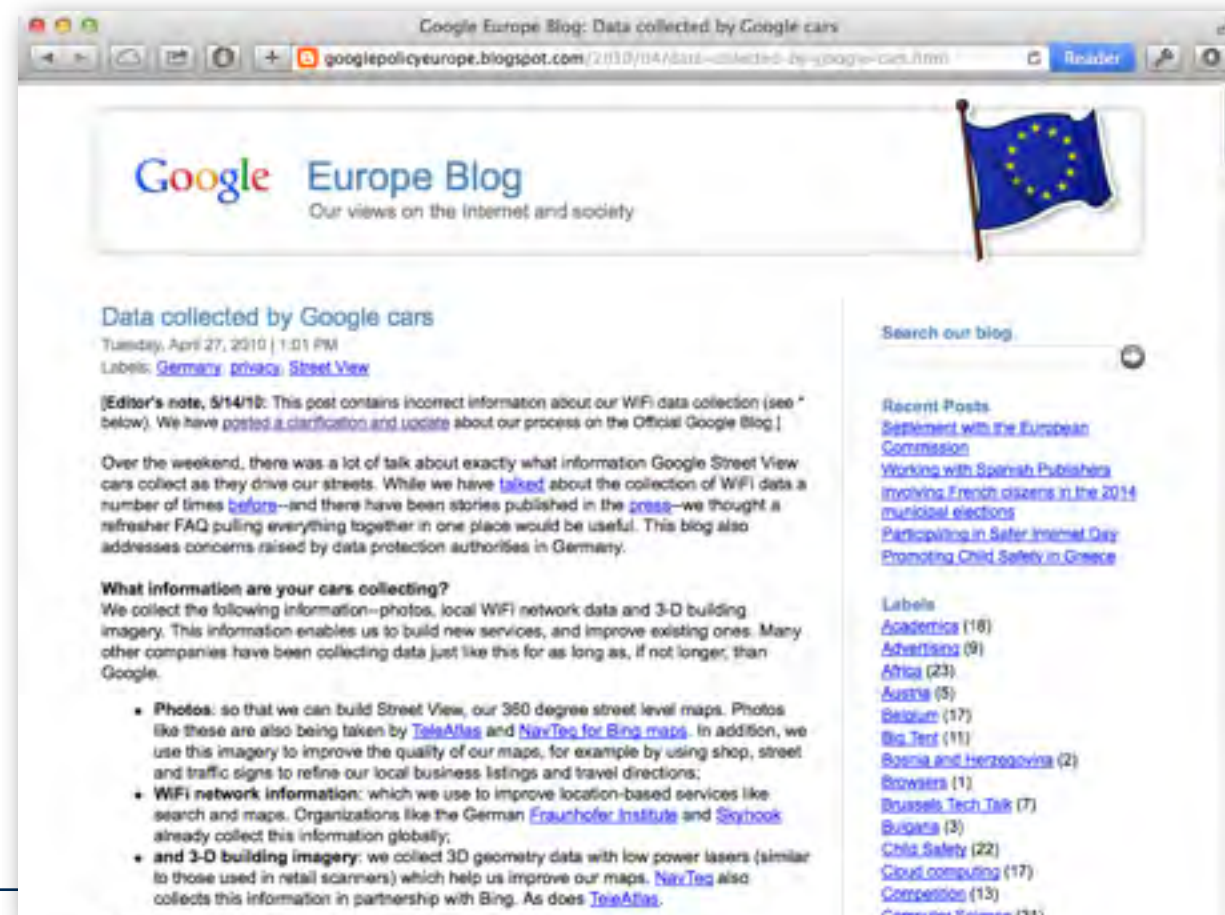 Google Europe Blog: Data collected by Google cars
googlepolicyeurope.blogspot.com/2010/04/data-collected-by-google-cars.html
Reader
Google Europe Blog
Our views on the Internet and society
Data collected by Google cars
Tuesday, April 27, 2010 | 1:01 PM
Labels: Germany, privacy, Street View
[Editor's note, 5/14/10: This post contains incorrect information about our WiFi data collection (see *
below). We have posted a clarification and update about our process on the Official Google Blog.]
Over the weekend, there was a lot of talk about exactly what information Google Street View
cars collect as they drive our streets. While we have talked about the collection of WiFi data a
number of times before--and there have been stories published in the press--we thought a
refresher FAQ pulling everything together in one place would be useful. This blog also
addresses concerns raised by data protection authorities in Germany.
What information are your cars collecting?
We collect the following information--photos, local WiFi network data and 3-D building
imagery. This information enables us to build new services, and improve existing ones. Many
other companies have been collecting data just like this for as long as, if not longer, than
Google.
• Photos: so that we can build Street View, our 360 degree street level maps. Photos
like these are also being taken by TeleAtlas and NavTeq for Bing maps. In addition, we
use this imagery to improve the quality of our maps, for example by using shop, street
and traffic signs to refine our local business listings and travel directions;
• WiFi network information: which we use to improve location-based services like
search and maps. Organizations like the German Fraunhofer Institute and Skyhook
already collect this information globally;
• and 3-D building imagery: we collect 3D geometry data with low power lasers (similar
to those used in retail scanners) which help us improve our maps. NavTeq also
collects this information in partnership with Bing. As does TeleAtlas.
Search our blog
Recent Posts
Settlement with the European
Commission
Working with Spanish Publishers
Involving French citizens in the 2014
municipal elections
Participating in Safer Internet Day
Promoting Child Safety in Greece
Labels
Academics (18)
Advertising (9)
Africa (23)
Austria (5)
Belgium (17)
Big Tent (11)
Bosnia and Herzegovina (2)
Browsers (1)
Brussels Tech Talk (7)
Bulgaria (3)
Child Safety (22)
Cloud computing (17)
Competition (13)